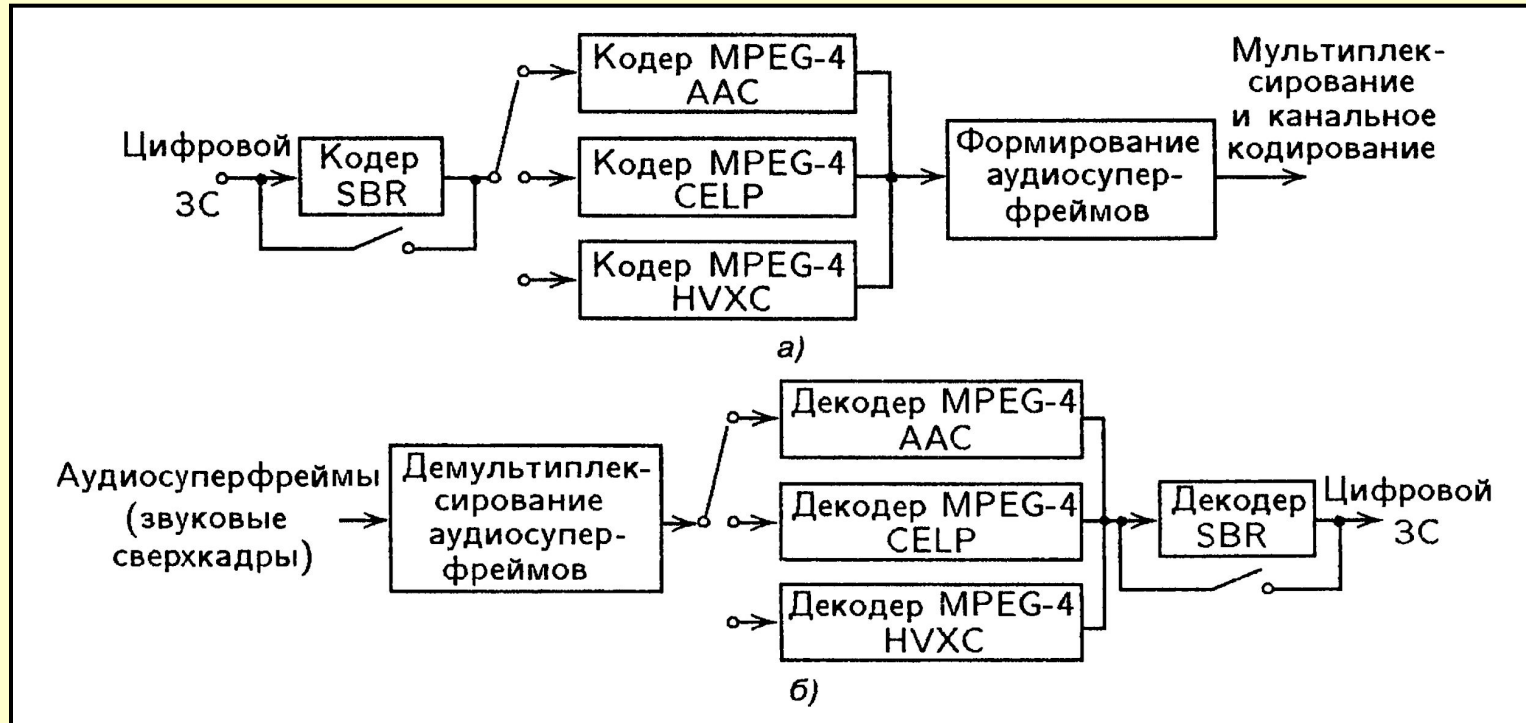 Цифровой
ЗС
Кодер
SBR
Кодер MPEG-4
AAC
Кодер MPEG-4
CELP
Кодер MPEG-4
HVXC
Формирование
аудиосупер-
фреймов
Мультиплек-
сирование
и канальное
кодирование
а)
Аудиосуперфреймы
(звуковые
сверхкадры)
Демультиплек-
сирование
аудиосупер-
фреймов
Декодер MPEG-4
AAC
Декодер MPEG-4
CELP
Декодер MPEG-4
HVXC
Декодер
SBR
Цифровой
ЗС
б)